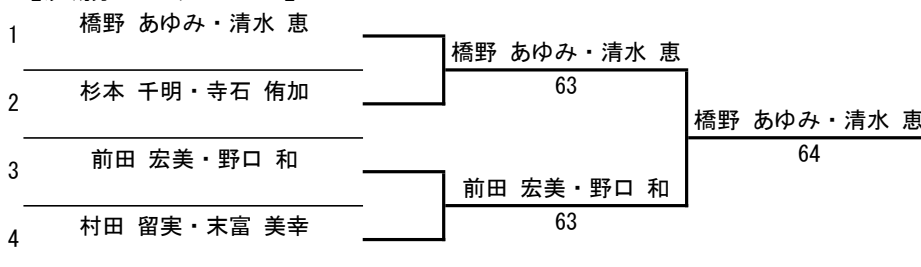 1 橋野 あゆみ・清水 恵
橋野 あゆみ・清水 恵
63
2 杉本 千明・寺石 侑加
橋野 あゆみ・清水 恵
64
3 前田 宏美・野口 和
前田 宏美・野口 和
63
4 村田 留実・末富 美幸